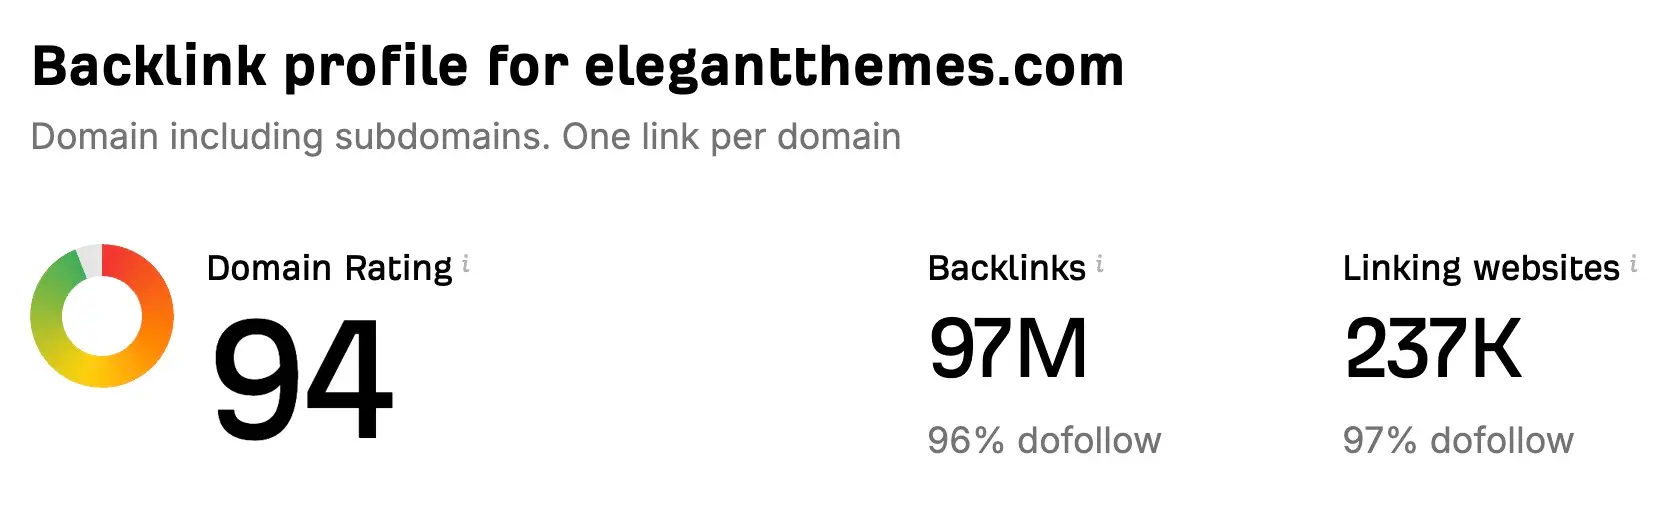 Backlink profile for elegantthemes.com
Domain including subdomains. One link per domain
Domain Rating i
94
Backlinks i
97M
96% dofollow
Linking websites i
237K
97% dofollow